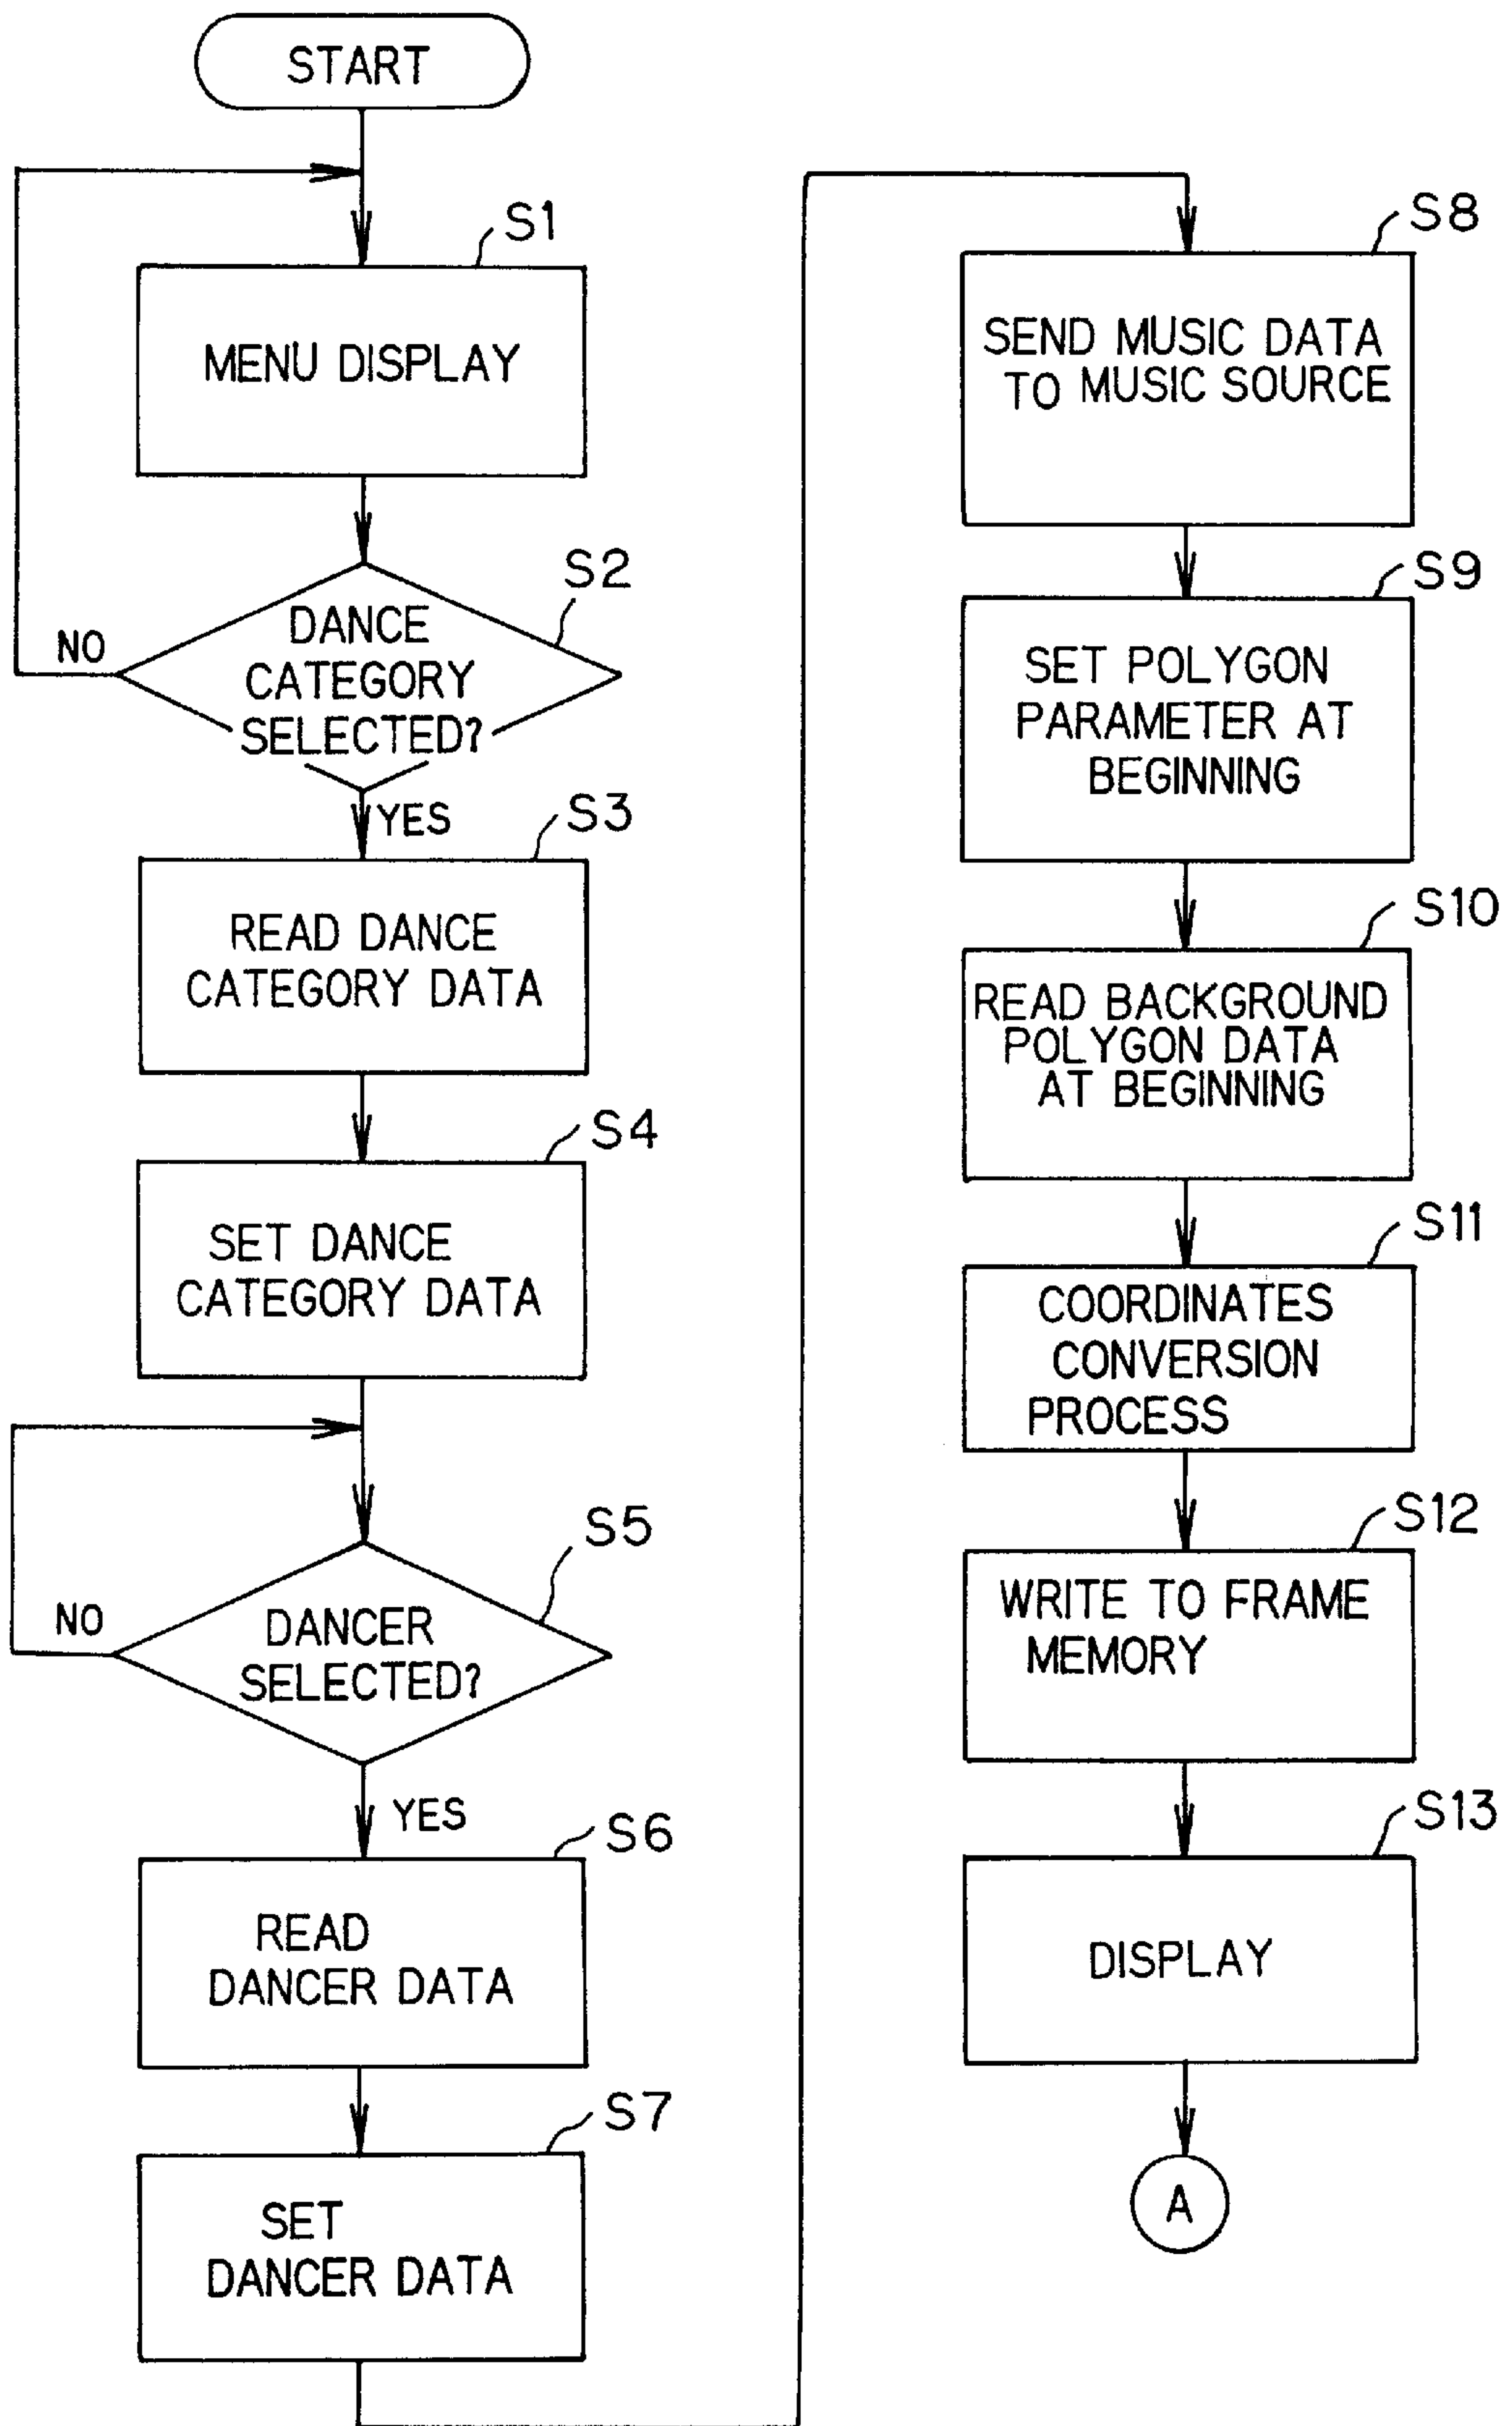 START
S1
MENU DISPLAY
S2
DANCE
CATEGORY
SELECTED?
NO
YES
S3
READ DANCE
CATEGORY DATA
S4
SET DANCE
CATEGORY DATA
S5
DANCER
SELECTED?
NO
YES
S6
READ
DANCER DATA
S7
SET
DANCER DATA
S8
SEND MUSIC DATA
TO MUSIC SOURCE
S9
SET POLYGON
PARAMETER AT
BEGINNING
S10
READ BACKGROUND
POLYGON DATA
AT BEGINNING
S11
COORDINATES
CONVERSION
PROCESS
S12
WRITE TO FRAME
MEMORY
S13
DISPLAY
A